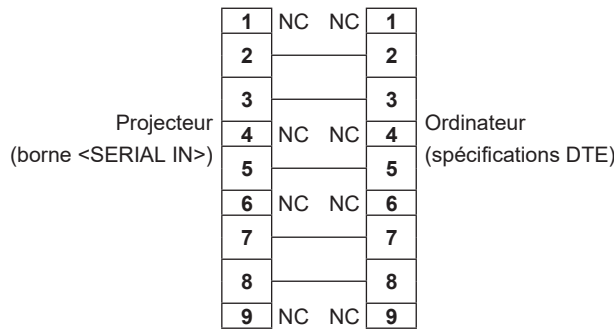 1 NC NC 1
2 2
3 3
Projecteur
(borne <SERIAL IN>)
4 NC NC 4
Ordinateur
(spécifications DTE)
5 5
6 NC NC 6
7 7
8 8
9 NC NC 9